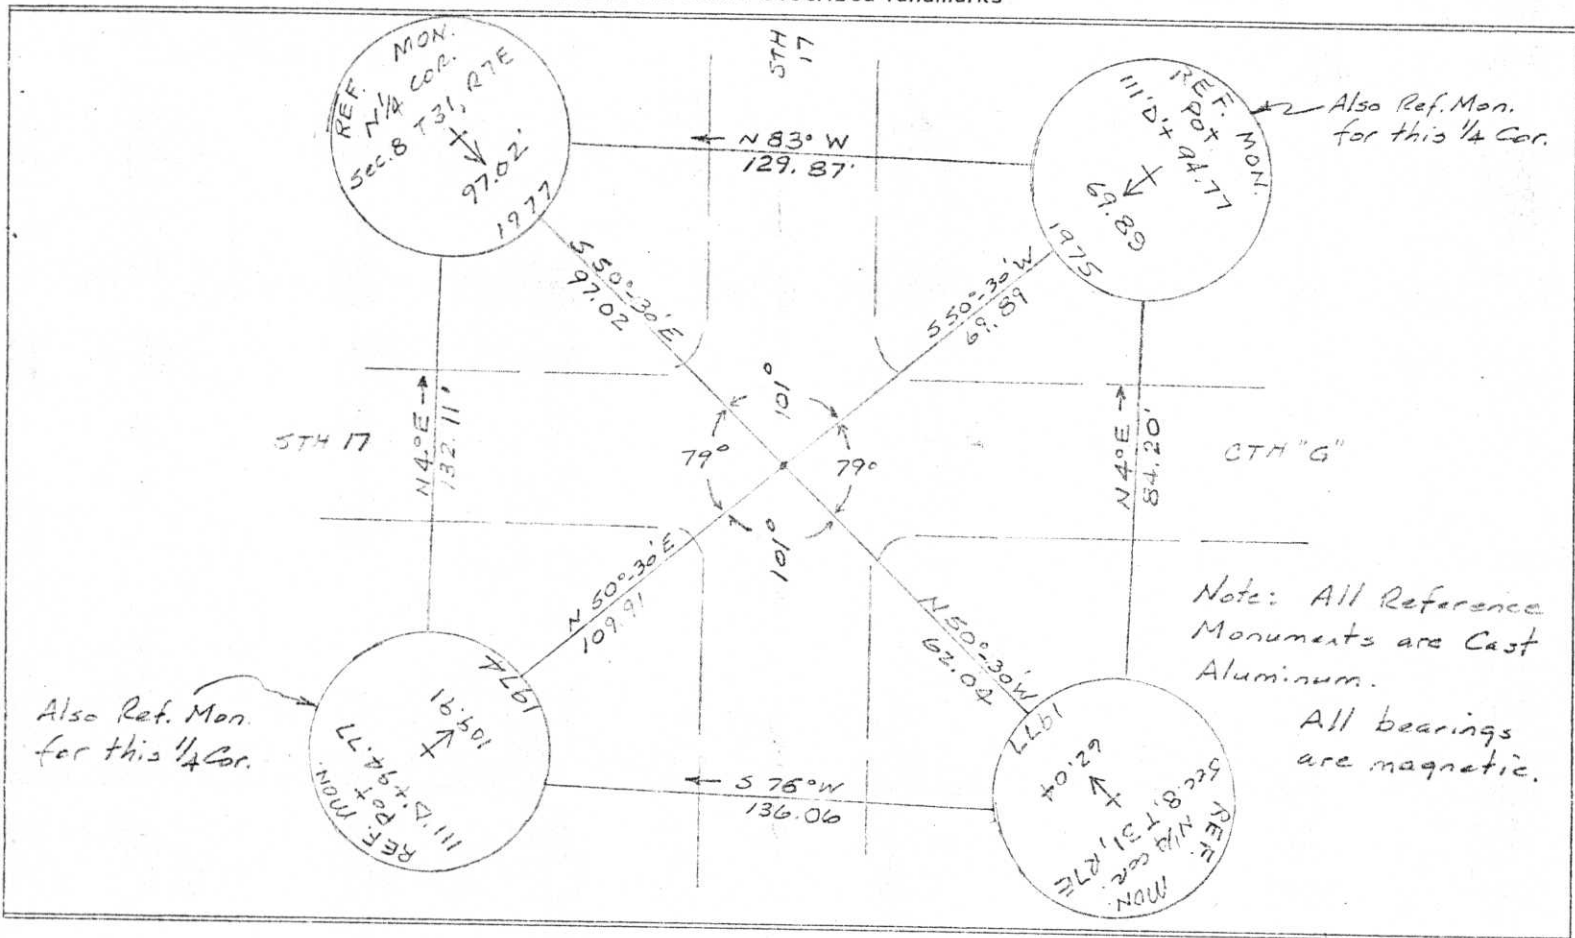 STH
17
REF. MON.
N 1/4 COR.
Sec. 8 T31, R7E
97.02'
1977
← N 83° W
129.87'
REF. MON.
POT
111'D'+ 94.77
69.89
1975
Also Ref. Mon.
for this 1/4 Cor.
S 50°-30' E
97.02
S 50°-30' W
69.89
101°
79°
79°
101°
STH 17
N 4° E →
132.11'
N 4° E →
84.20'
CTH "G"
N 50°-30' E
109.91
N 50°-30' W
62.04
Note: All Reference
Monuments are Cast
Aluminum.
All bearings
are magnetic.
Also Ref. Mon.
for this 1/4 Cor.
1974
109.91
111'D'+94.77
POT
REF. MON.
← S 76° W
136.06
1977
62.04
Sec. 8, T31, R7E
N 1/4 COR.
REF. MON.